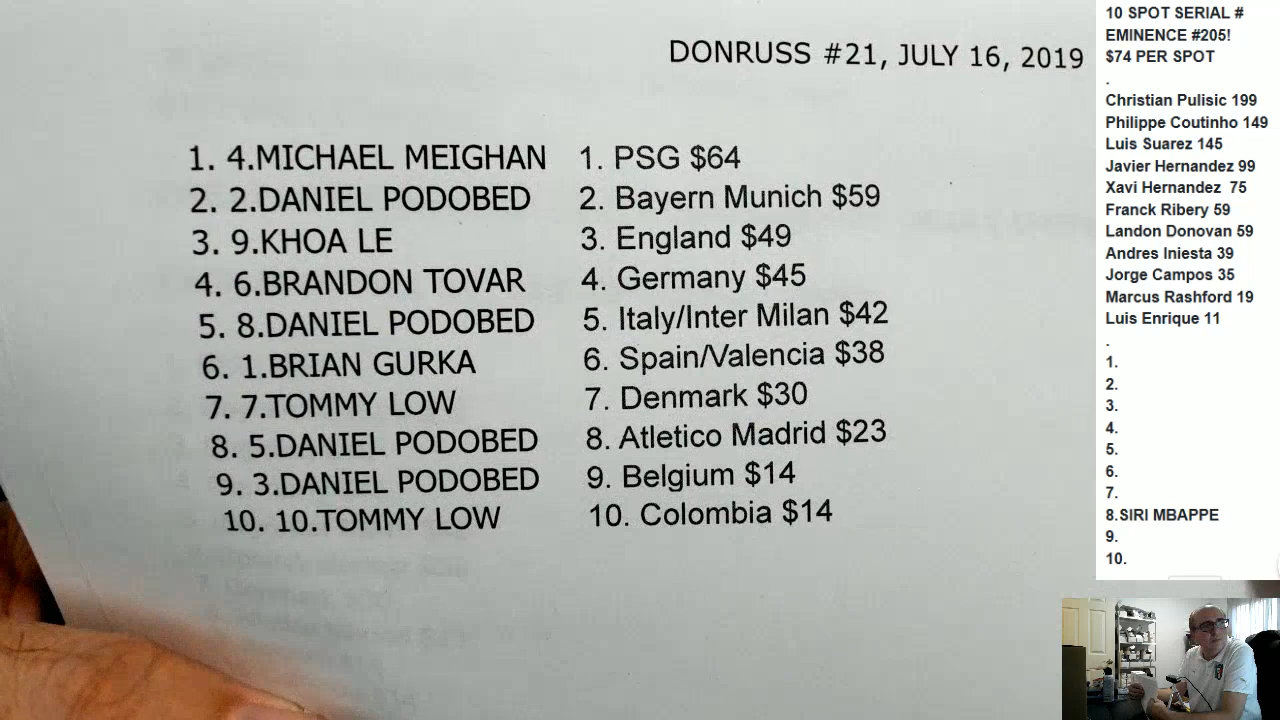 DONRUSS #21, JULY 16, 2019
1. 4.MICHAEL MEIGHAN 1. PSG $64
2. 2.DANIEL PODOBED 2. Bayern Munich $59
3. 9.KHOA LE 3. England $49
4. 6.BRANDON TOVAR 4. Germany $45
5. 8.DANIEL PODOBED 5. Italy/Inter Milan $42
6. 1.BRIAN GURKA 6. Spain/Valencia $38
7. 7.TOMMY LOW 7. Denmark $30
8. 5.DANIEL PODOBED 8. Atletico Madrid $23
9. 3.DANIEL PODOBED 9. Belgium $14
10. 10.TOMMY LOW 10. Colombia $14
10 SPOT SERIAL #
EMINENCE #205!
$74 PER SPOT
.
Christian Pulisic 199
Philippe Coutinho 149
Luis Suarez 145
Javier Hernandez 99
Xavi Hernandez 75
Franck Ribery 59
Landon Donovan 59
Andres Iniesta 39
Jorge Campos 35
Marcus Rashford 19
Luis Enrique 11
.
1.
2.
3.
4.
5.
6.
7.
8.SIRI MBAPPE
9.
10.